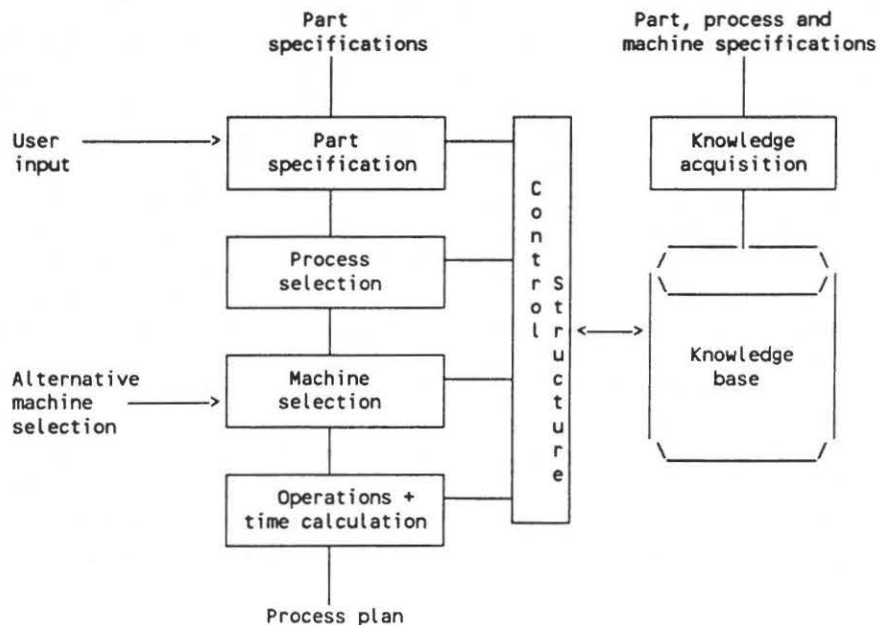 Part
specifications
Part, process and
machine specifications
User
input
Part
specification
Knowledge
acquisition
Control
Structure
Process
selection
Alternative
machine
selection
Machine
selection
Knowledge
base
Operations +
time calculation
Process plan